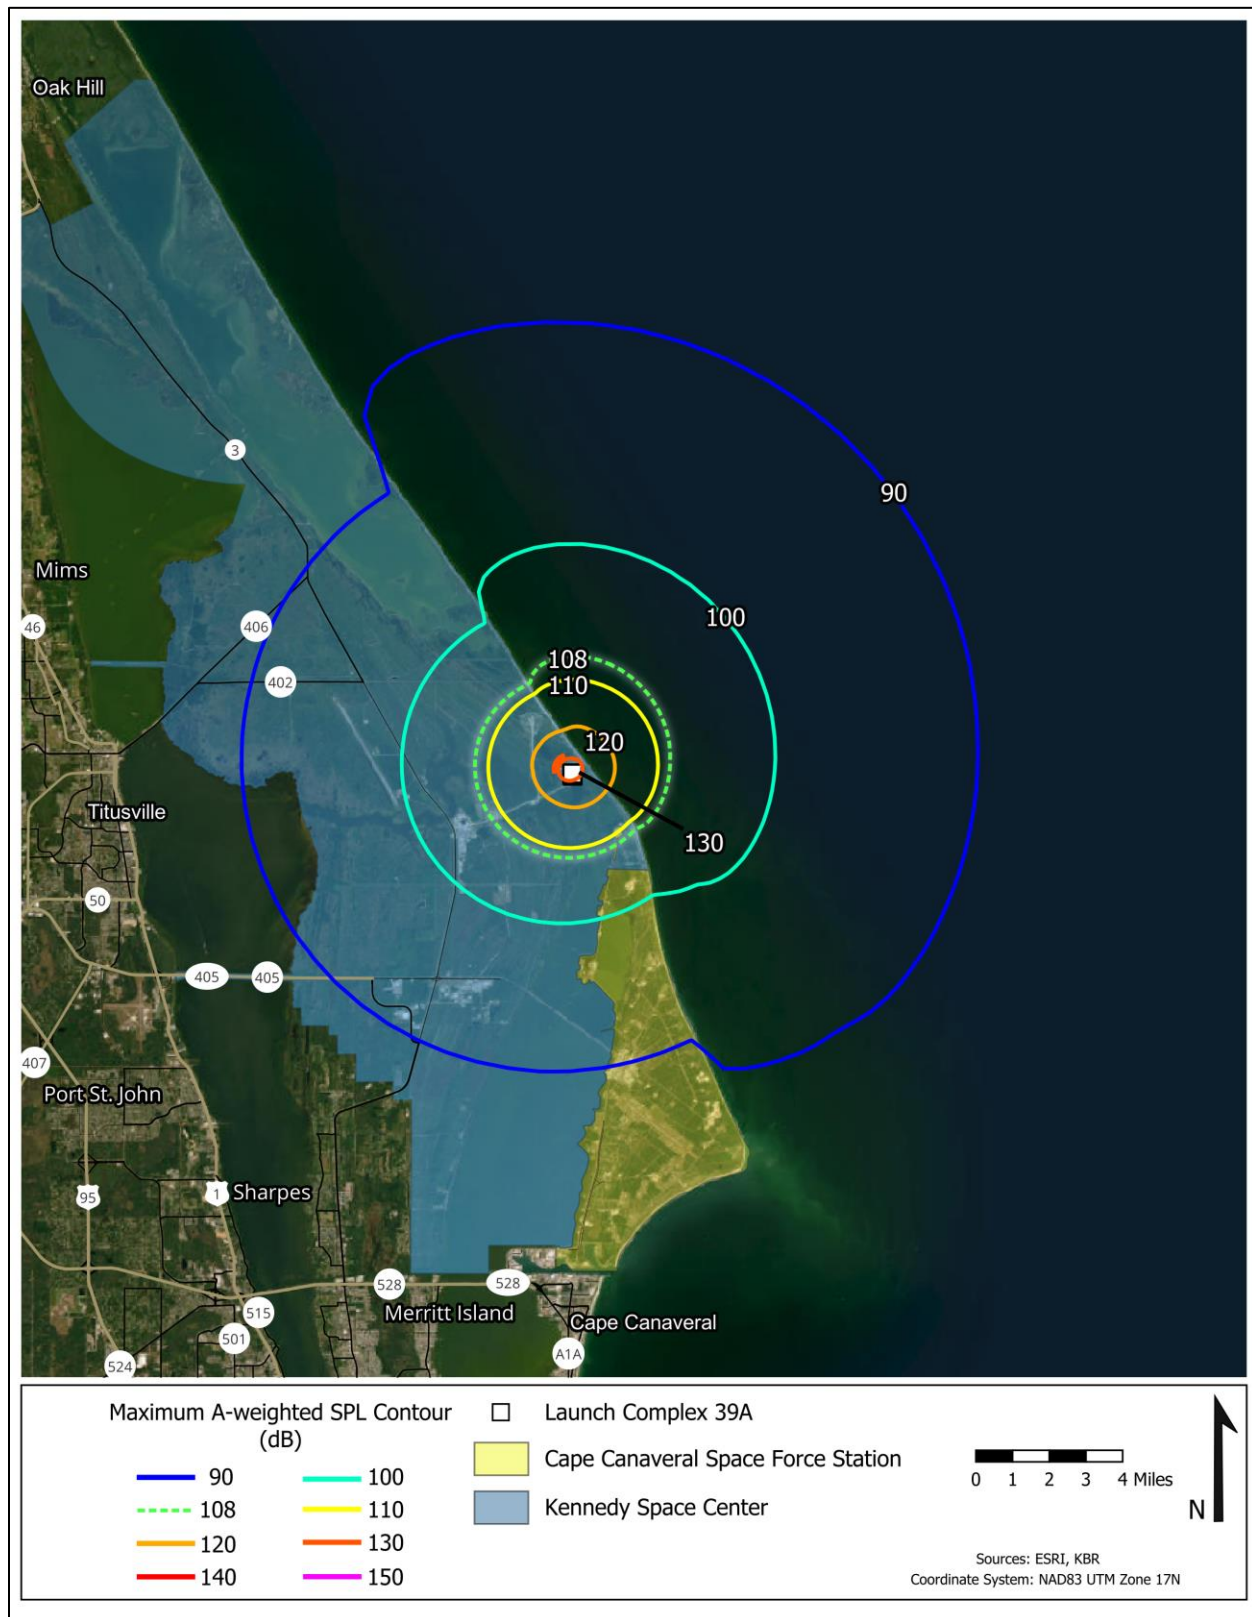 Oak Hill
3
90
Mims
46
406
100
108
402
110
120
Titusville
130
50
405
405
407
Port St. John
95
1
Sharpes
528
528
515
Merritt Island
Cape Canaveral
501
A1A
524
Maximum A-weighted SPL Contour
(dB)
90
100
108
110
120
130
140
150
Launch Complex 39A
Cape Canaveral Space Force Station
Kennedy Space Center
0 1 2 3 4 Miles
N
Sources: ESRI, KBR
Coordinate System: NAD83 UTM Zone 17N